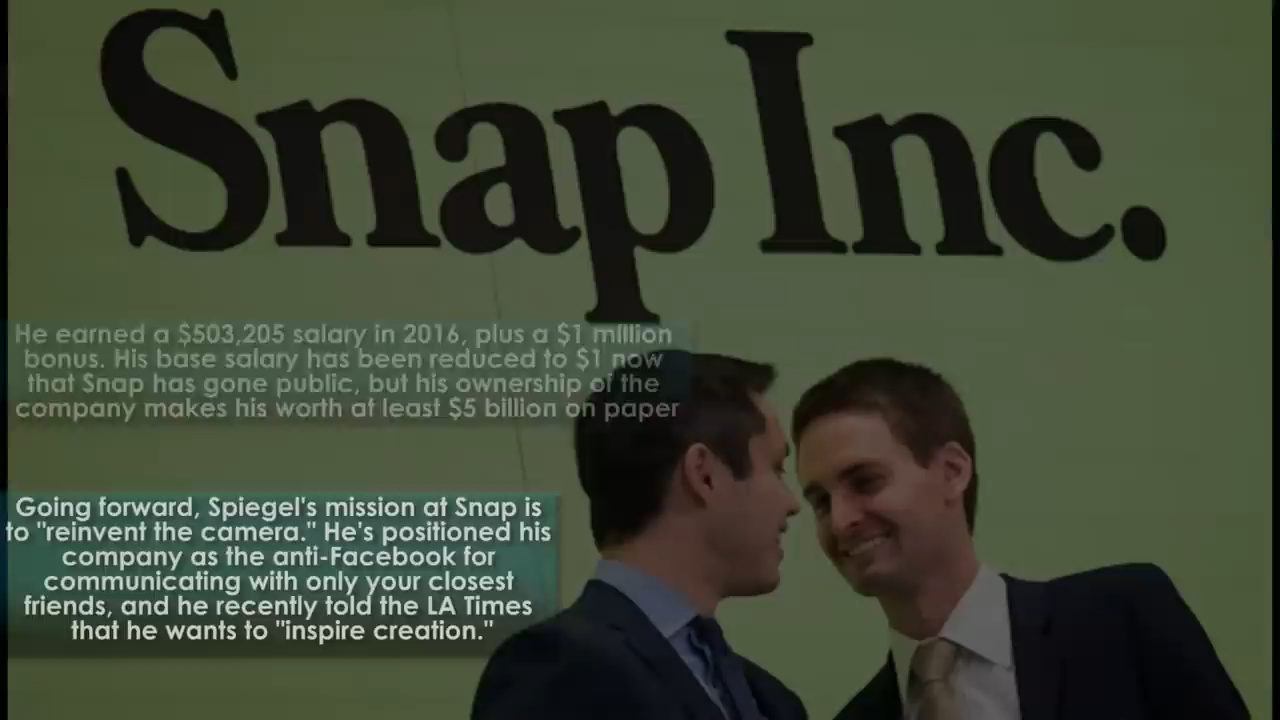 Snap Inc.
He earned a $503,205 salary in 2016, plus a $1 million
bonus. His base salary has been reduced to $1 now
that Snap has gone public, but his ownership of the
company makes his worth at least $5 billion on paper
Going forward, Spiegel's mission at Snap is
to "reinvent the camera." He's positioned his
company as the anti-Facebook for
communicating with only your closest
friends, and he recently told the LA Times
that he wants to "inspire creation."